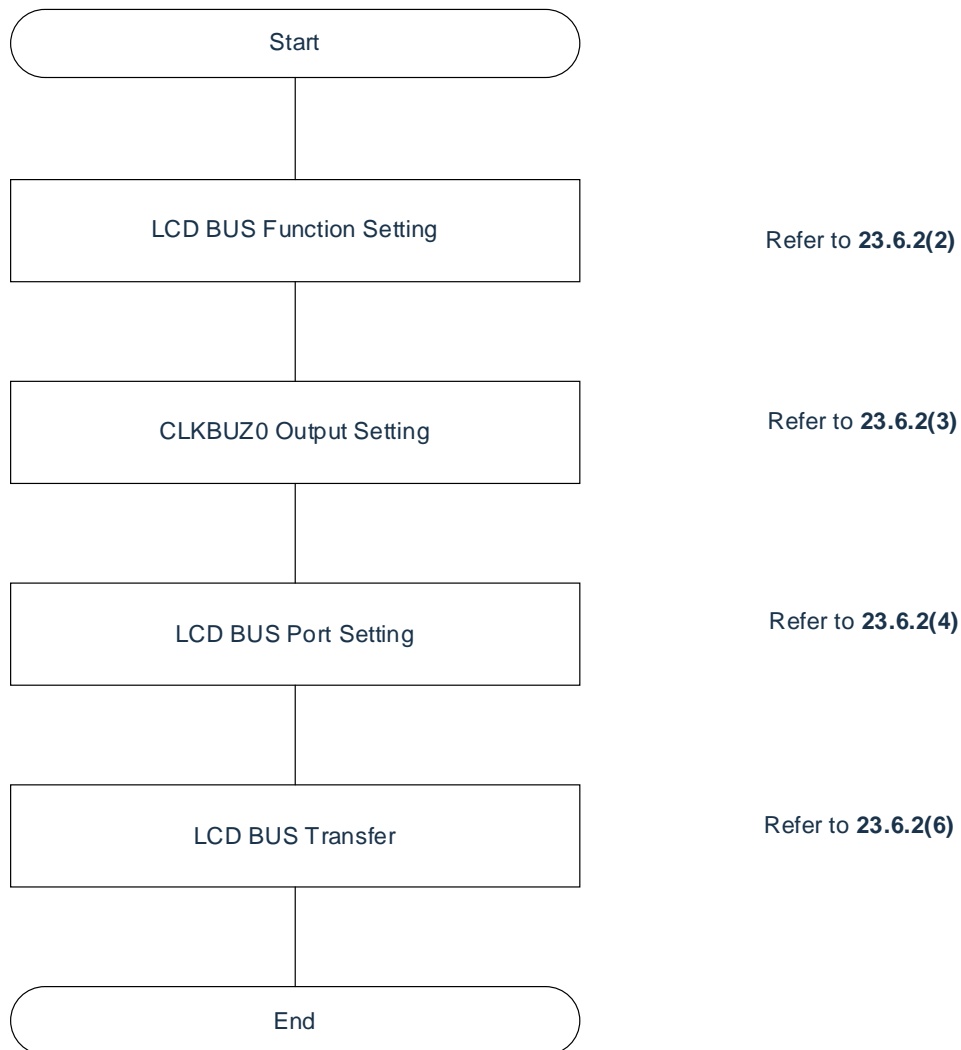 Start
LCD BUS Function Setting
Refer to 23.6.2(2)
CLKBUZ0 Output Setting
Refer to 23.6.2(3)
LCD BUS Port Setting
Refer to 23.6.2(4)
LCD BUS Transfer
Refer to 23.6.2(6)
End